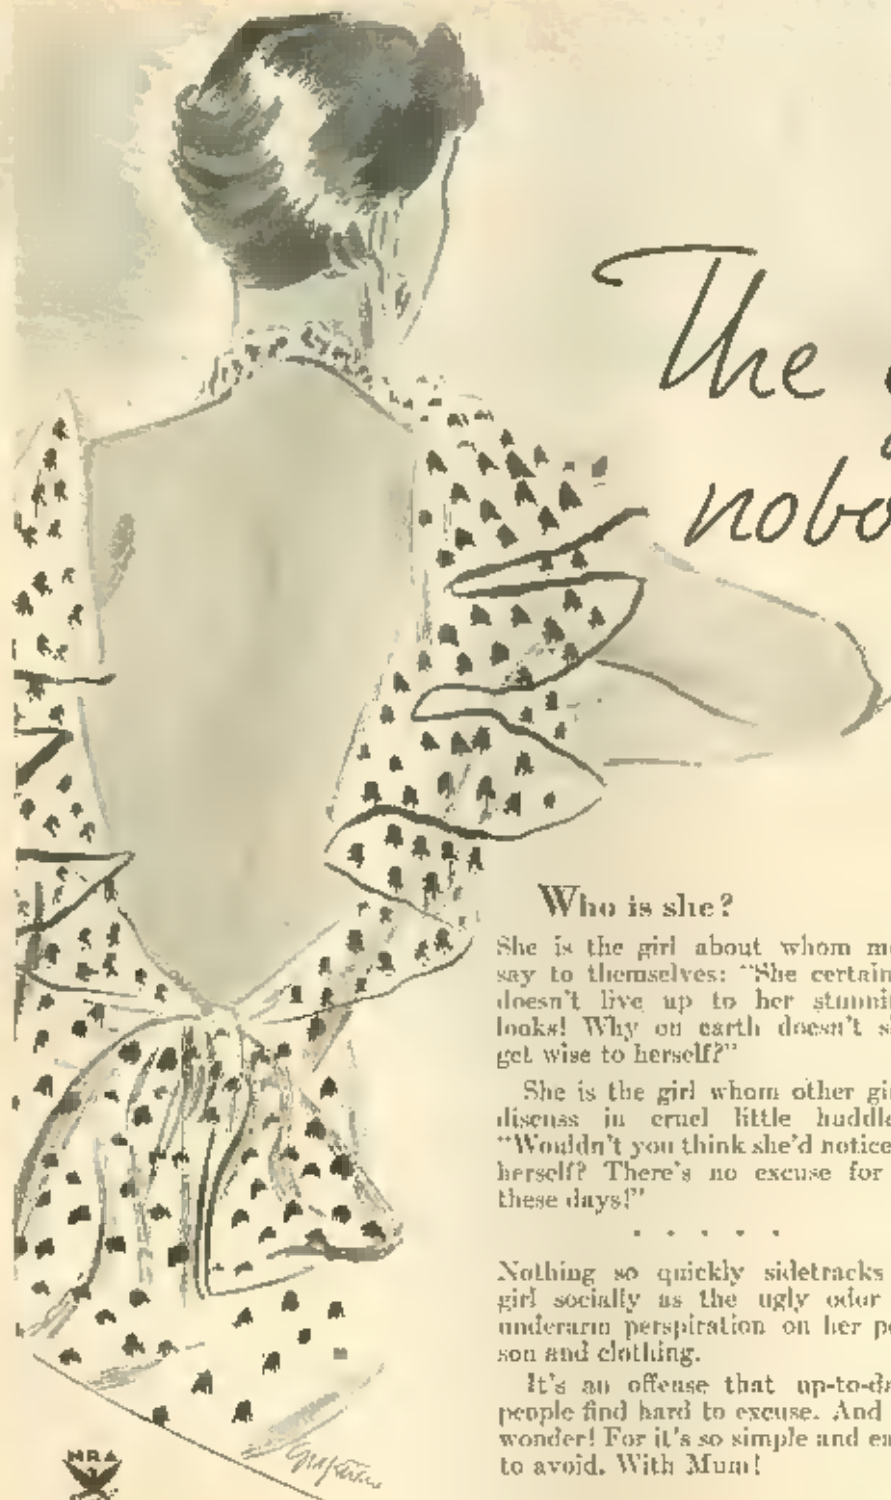 The
nobo
Who is she?
She is the girl about whom me
say to themselves: "She certain
doesn't live up to her stunni
looks! Why on earth doesn't s
get wise to herself?"
She is the girl whom other gi
discuss in cruel little huddle
"Wouldn't you think she'd notice
herself? There's no excuse for
these days!"
. . . . .
Nothing so quickly sidetracks
girl socially as the ugly odor
underarm perspiration on her pe
son and clothing.
It's an offense that up-to-da
people find hard to excuse. And
wonder! For it's so simple and ea
to avoid. With Mum!
NRA